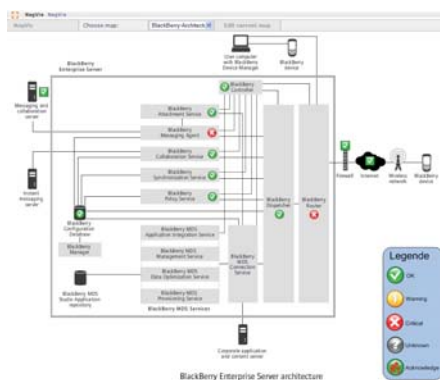 NagVis
NagVis
Choose map:
BlackBerry-Architect
Edit current map
User computer
with BlackBerry
Device Manager
BlackBerry
device
BlackBerry
Enterprise Server
BlackBerry
Controller
Messaging and
collaboration
server
BlackBerry
Attachment Service
BlackBerry
Messaging Agent
BlackBerry
Collaboration Service
BlackBerry
Synchronization Service
BlackBerry
Policy Service
Instant
messaging
server
Firewall
Internet
Wireless
network
BlackBerry
device
BlackBerry
Dispatcher
BlackBerry
Router
BlackBerry
Configuration
Database
BlackBerry
Manager
BlackBerry MDS
Application Integration Service
BlackBerry MDS
Management Service
BlackBerry MDS
Data Optimization Service
BlackBerry MDS
Provisioning Service
BlackBerry
MDS
Connection
Service
BlackBerry MDS
Studio Application
repository
BlackBerry MDS Services
Corporate application
and content server
BlackBerry Enterprise Server architecture
Legende
OK
Warning
Critical
Unknown
Acknowledge